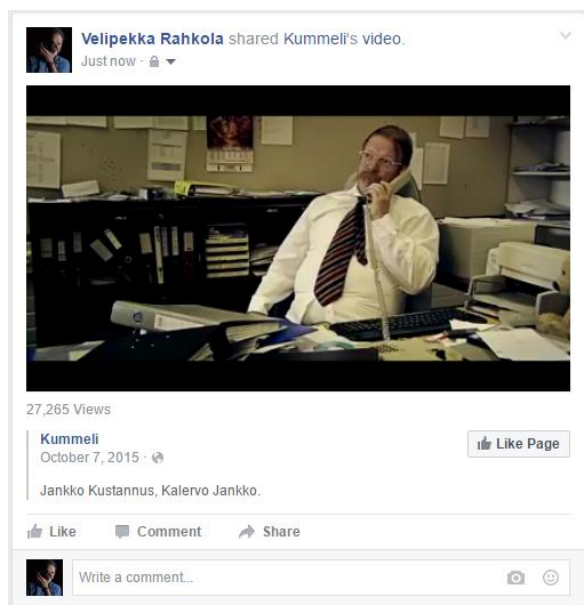 Velipekka Rahkola shared Kummeli's video.
Just now ·
27,265 Views
Kummeli
October 7, 2015 ·
Like Page
Jankko Kustannus, Kalervo Jankko.
Like Comment Share
Write a comment...